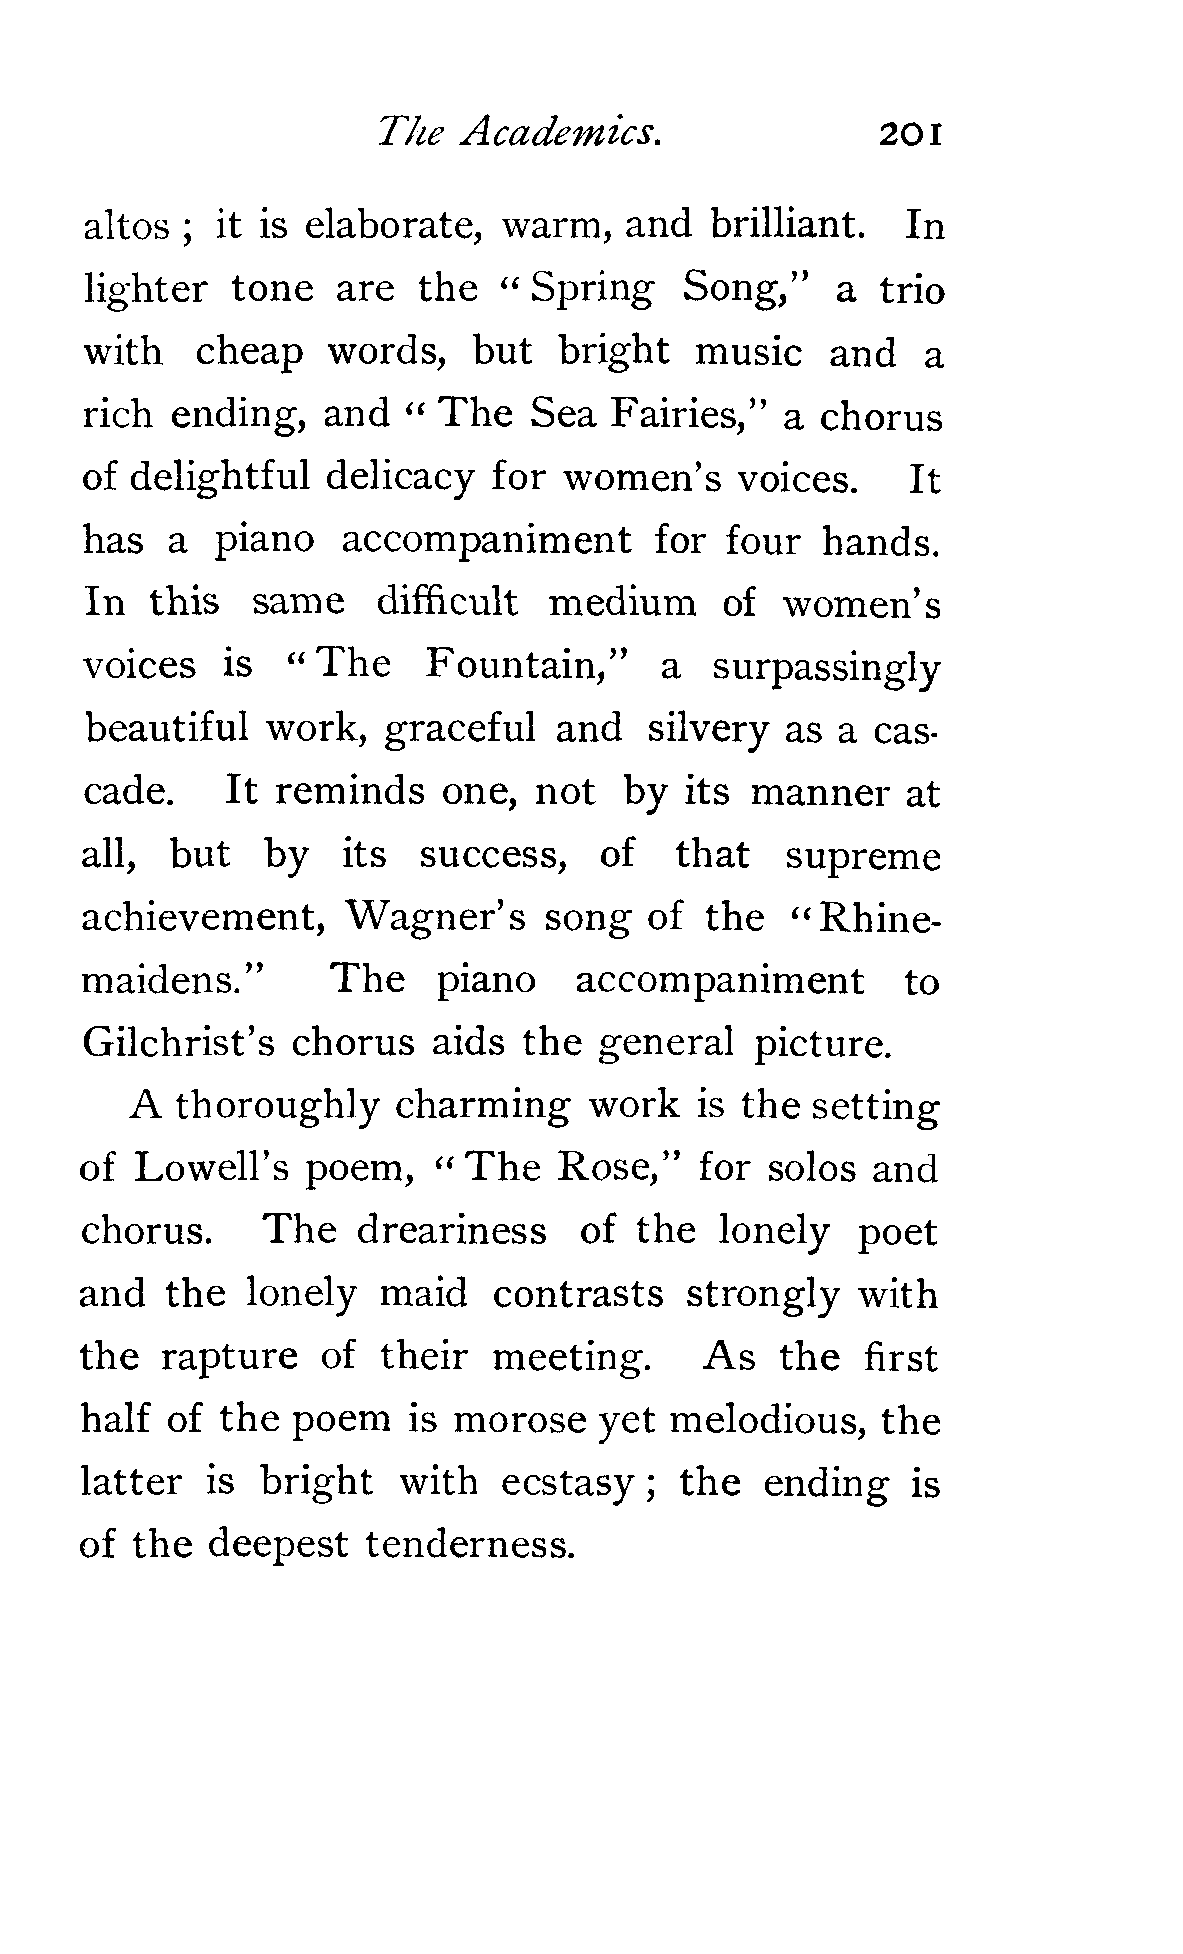 The Academics. 201
altos ; it is elaborate, warm, and brilliant. In
lighter tone are the “ Spring Song,” a trio
with cheap words, but bright music and a
rich ending, and “ The Sea Fairies,” a chorus
of delightful delicacy for women’s voices. It
has a piano accompaniment for four hands.
In this same difficult medium of women’s
voices is “ The Fountain,” a surpassingly
beautiful work, graceful and silvery as a cas-
cade. It reminds one, not by its manner at
all, but by its success, of that supreme
achievement, Wagner’s song of the “ Rhine-
maidens.” The piano accompaniment to
Gilchrist’s chorus aids the general picture.
A thoroughly charming work is the setting
of Lowell’s poem, “ The Rose,” for solos and
chorus. The dreariness of the lonely poet
and the lonely maid contrasts strongly with
the rapture of their meeting. As the first
half of the poem is morose yet melodious, the
latter is bright with ecstasy ; the ending is
of the deepest tenderness.